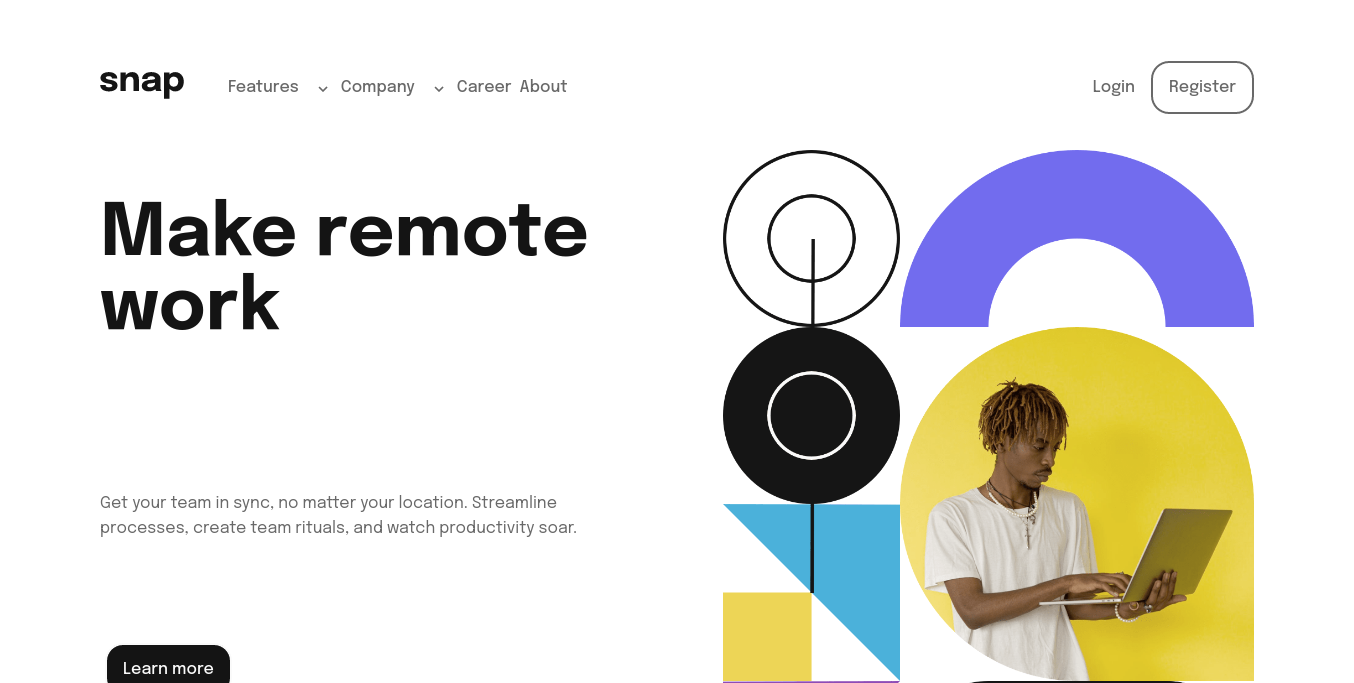 snap Features Company Career About Login Register
Make remote
work
Get your team in sync, no matter your location. Streamline
processes, create team rituals, and watch productivity soar.
Learn more